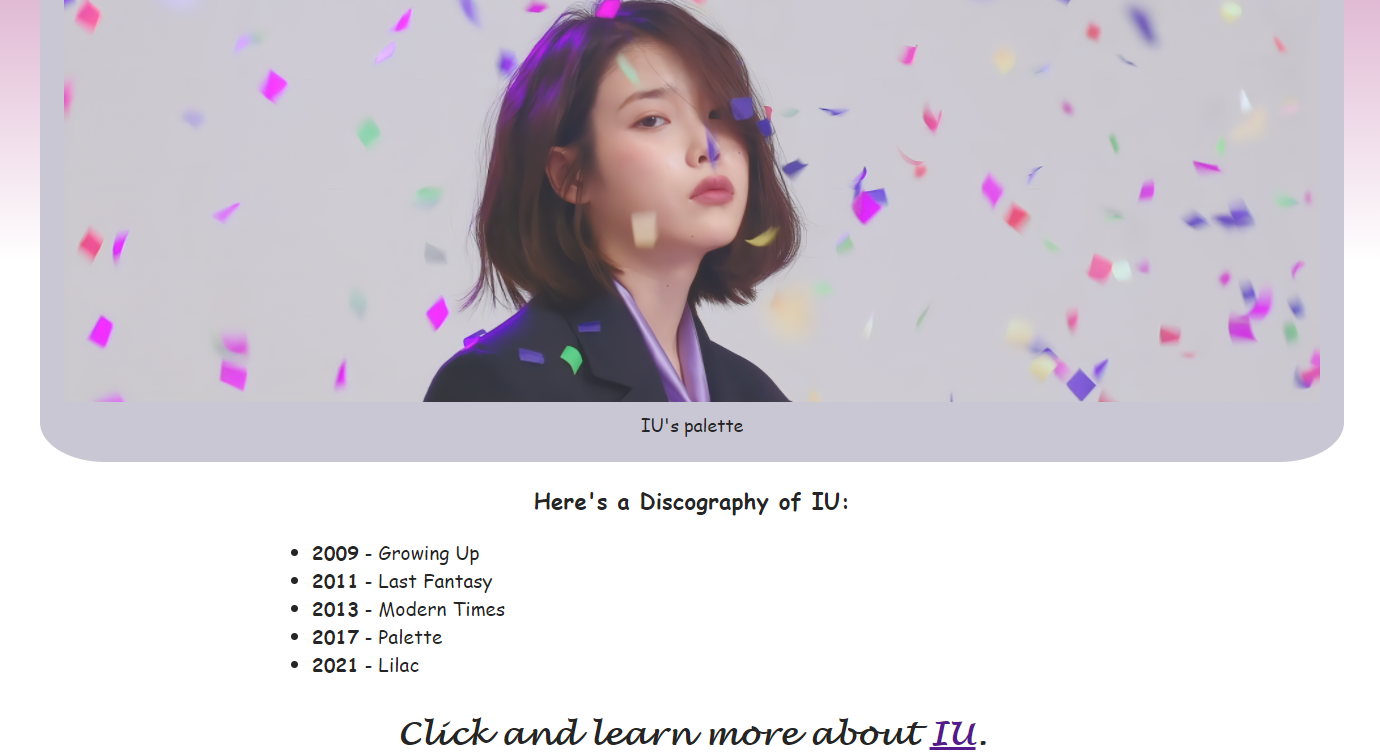 IU's palette
Here's a Discography of IU:
2009 - Growing Up
2011 - Last Fantasy
2013 - Modern Times
2017 - Palette
2021 - Lilac
Click and learn more about IU.